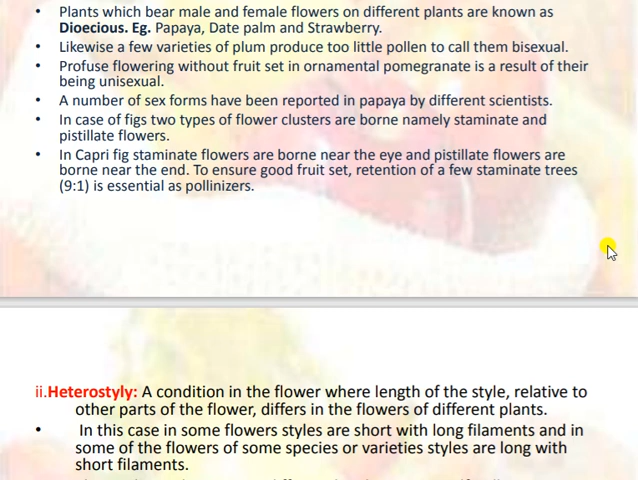 • Plants which bear male and female flowers on different plants are known as
Dioecious. Eg. Papaya, Date palm and Strawberry.
• Likewise a few varieties of plum produce too little pollen to call them bisexual.
• Profuse flowering without fruit set in ornamental pomegranate is a result of their
being unisexual.
• A number of sex forms have been reported in papaya by different scientists.
• In case of figs two types of flower clusters are borne namely staminate and
pistillate flowers.
• In Capri fig staminate flowers are borne near the eye and pistillate flowers are
borne near the end. To ensure good fruit set, retention of a few staminate trees
(9:1) is essential as pollinizers.
ii.Heterostyly: A condition in the flower where length of the style, relative to
other parts of the flower, differs in the flowers of different plants.
• In this case in some flowers styles are short with long filaments and in
some of the flowers of some species or varieties styles are long with
short filaments.